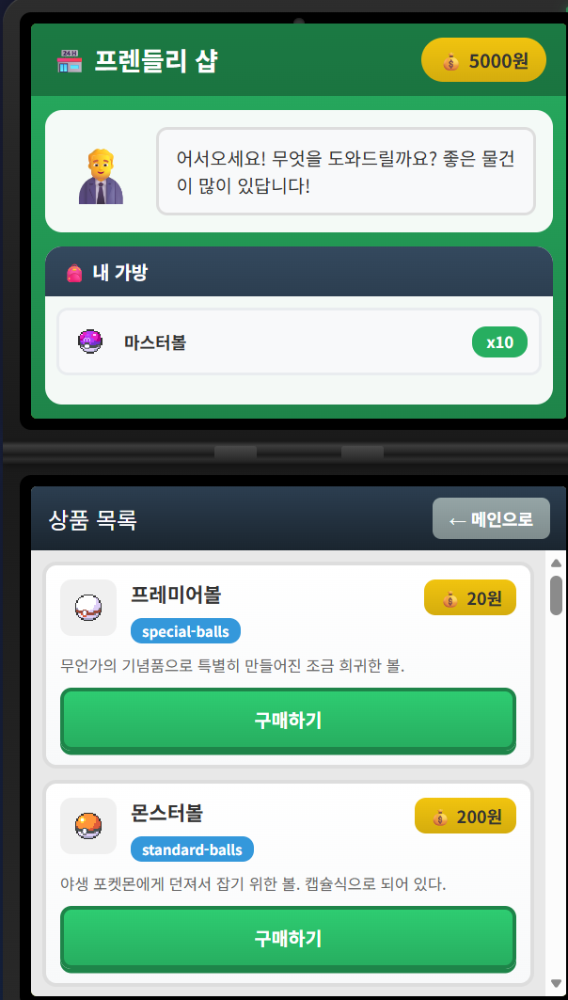 24 H
프렌들리 샵
5000원
어서오세요! 무엇을 도와드릴까요? 좋은 물건
이 많이 있답니다!
내 가방
마스터볼
x10
상품 목록
← 메인으로
프레미어볼
20원
special-balls
무언가의 기념품으로 특별히 만들어진 조금 희귀한 볼.
구매하기
몬스터볼
200원
standard-balls
야생 포켓몬에게 던져서 잡기 위한 볼. 캡슐식으로 되어 있다.
구매하기